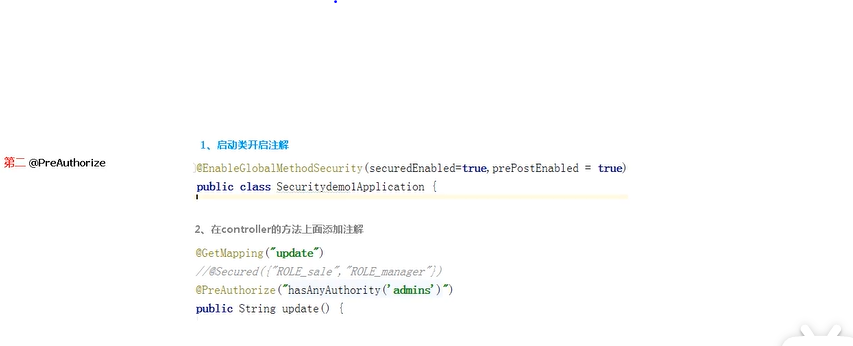 1、启动类开启注解
第二 @PreAuthorize
@EnableGlobalMethodSecurity(securedEnabled=true,prePostEnabled = true)
public class Securitydemo1Application {
2、在controller的方法上面添加注解
@GetMapping("update")
//@Secured({"ROLE_sale","ROLE_manager"})
@PreAuthorize("hasAnyAuthority('admins')")
public String update() {